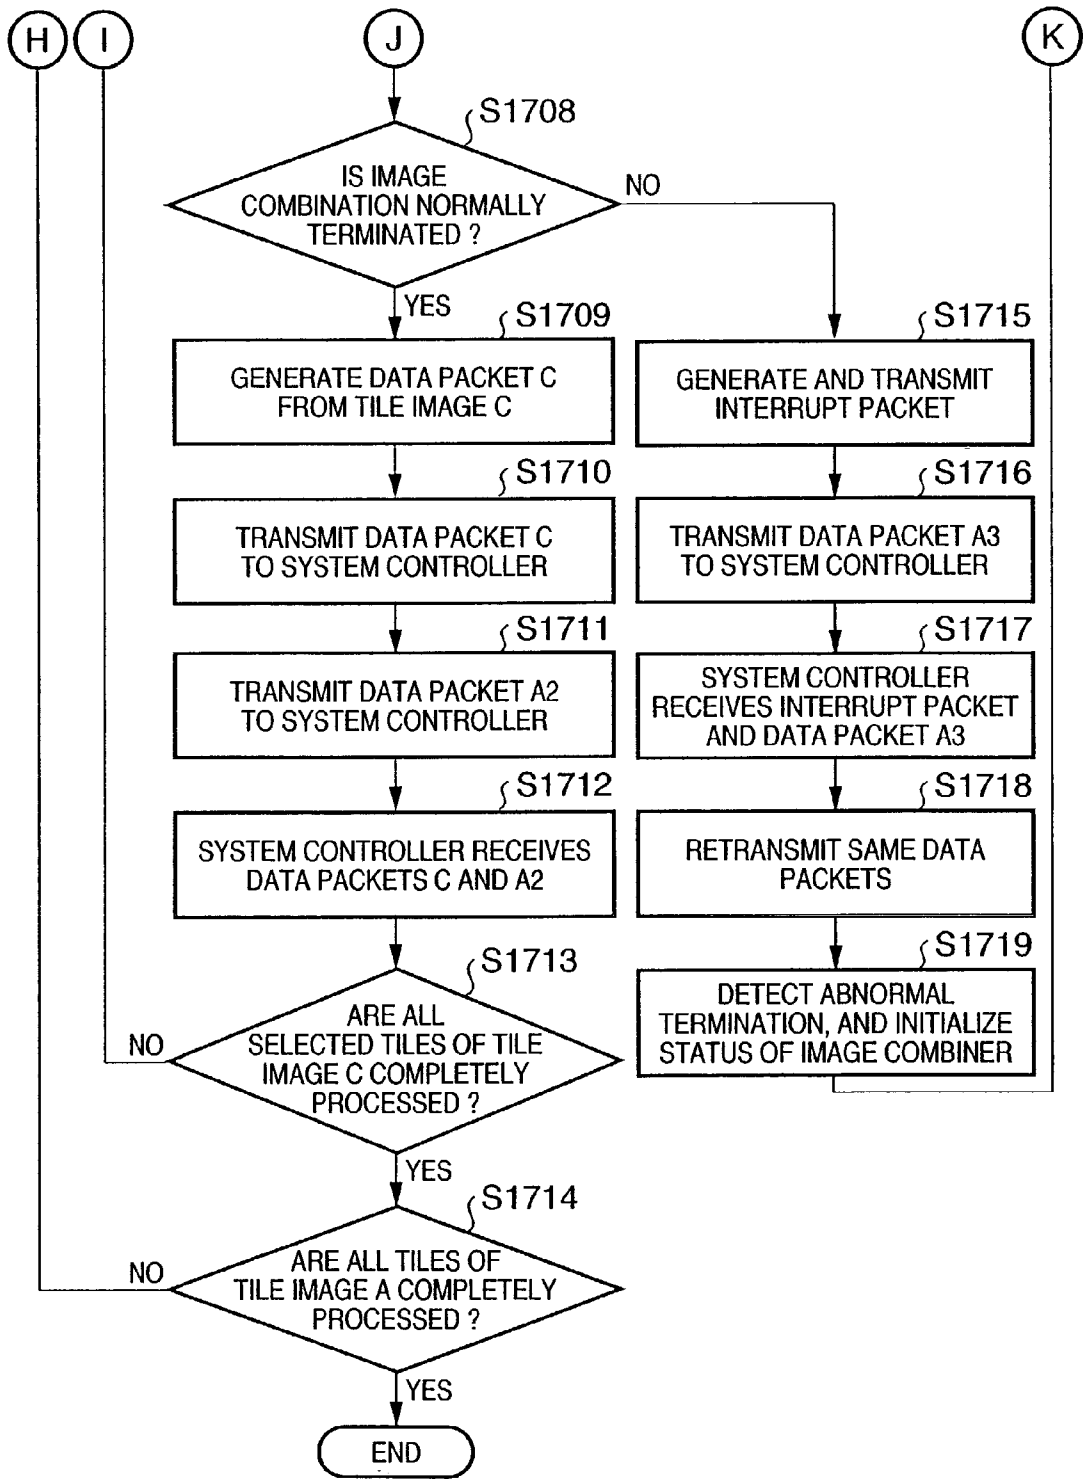 H
I
J
K
S1708
IS IMAGE
COMBINATION NORMALLY
TERMINATED ?
NO
YES
S1709
GENERATE DATA PACKET C
FROM TILE IMAGE C
S1710
TRANSMIT DATA PACKET C
TO SYSTEM CONTROLLER
S1711
TRANSMIT DATA PACKET A2
TO SYSTEM CONTROLLER
S1712
SYSTEM CONTROLLER RECEIVES
DATA PACKETS C AND A2
S1713
ARE ALL
SELECTED TILES OF TILE
IMAGE C COMPLETELY
PROCESSED ?
NO
YES
S1714
ARE ALL TILES OF
TILE IMAGE A COMPLETELY
PROCESSED ?
NO
YES
END
S1715
GENERATE AND TRANSMIT
INTERRUPT PACKET
S1716
TRANSMIT DATA PACKET A3
TO SYSTEM CONTROLLER
S1717
SYSTEM CONTROLLER
RECEIVES INTERRUPT PACKET
AND DATA PACKET A3
S1718
RETRANSMIT SAME DATA
PACKETS
S1719
DETECT ABNORMAL
TERMINATION, AND INITIALIZE
STATUS OF IMAGE COMBINER